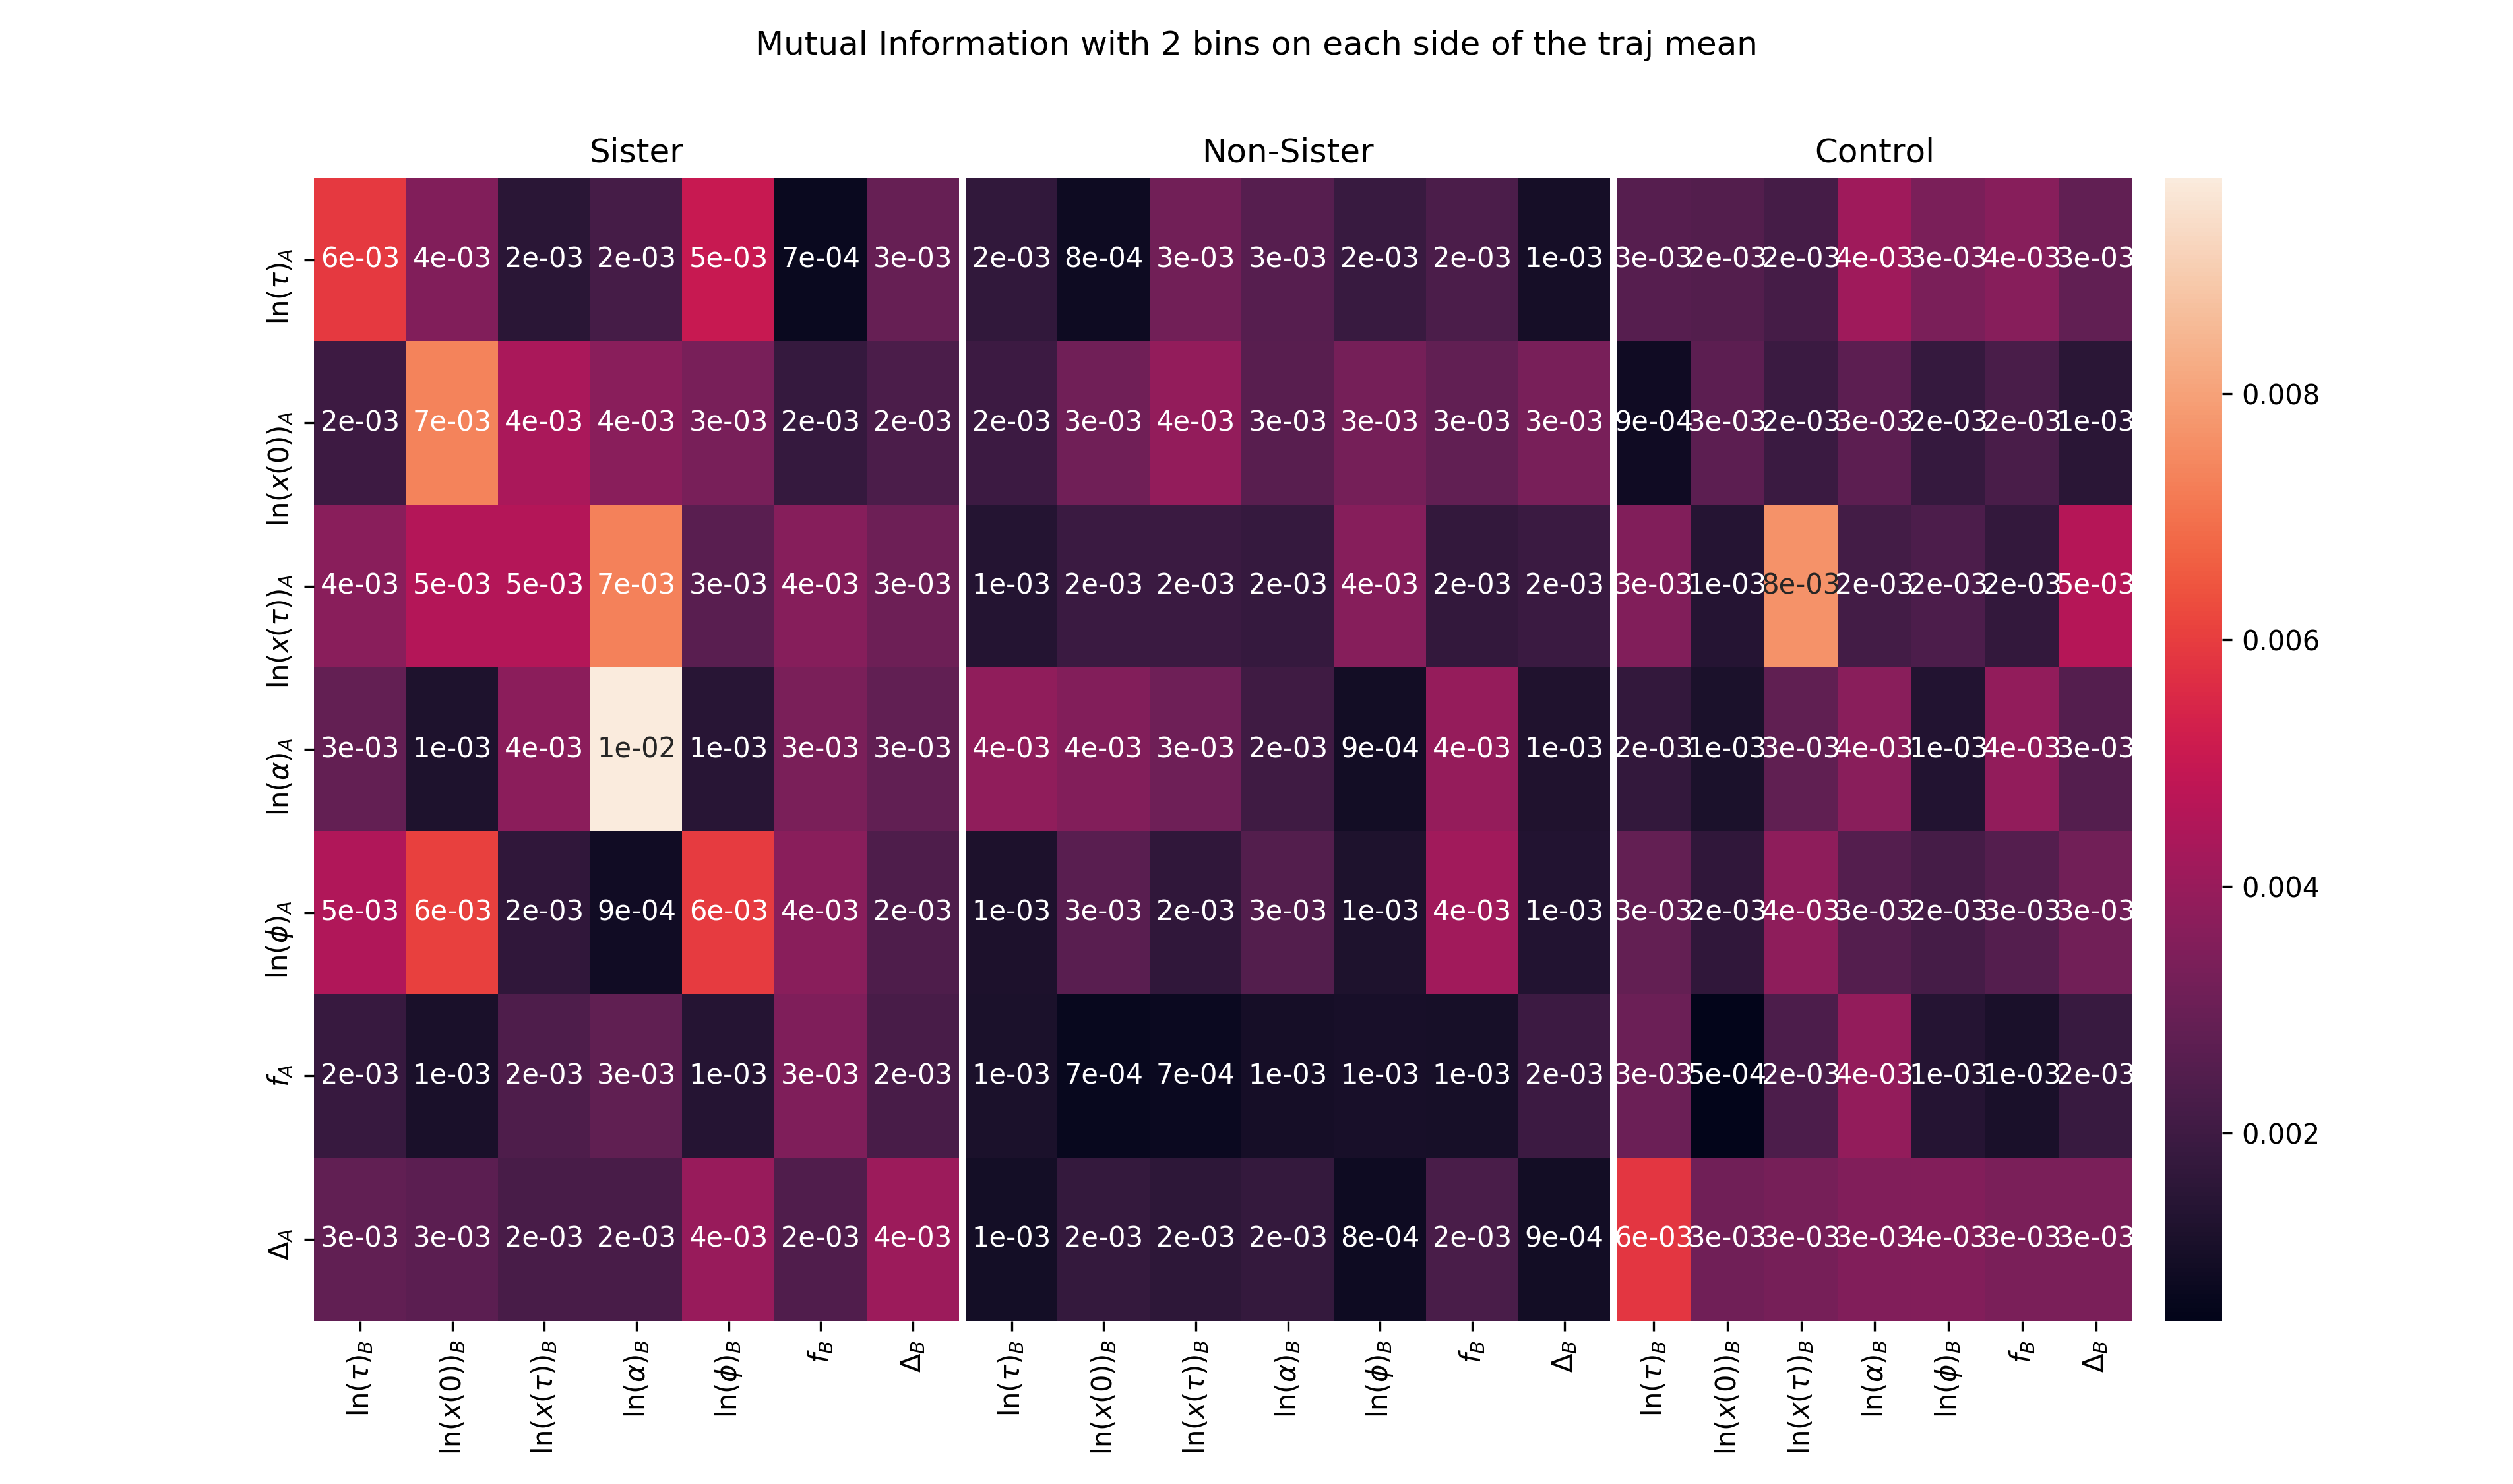 Mutual Information with 2 bins on each side of the traj mean
Sister Non-Sister Control
ln(τ)_A 6e-03 4e-03 2e-03 2e-03 5e-03 7e-04 3e-03 2e-03 8e-04 3e-03 3e-03 2e-03 2e-03 1e-03 3e-03 2e-03 2e-03 4e-03 3e-03 4e-03 3e-03
0.008
ln(x(0))_A 2e-03 7e-03 4e-03 4e-03 3e-03 2e-03 2e-03 2e-03 3e-03 4e-03 3e-03 3e-03 3e-03 3e-03 9e-04 3e-03 2e-03 3e-03 2e-03 2e-03 1e-03
ln(x(τ))_A 4e-03 5e-03 5e-03 7e-03 3e-03 4e-03 3e-03 1e-03 2e-03 2e-03 2e-03 4e-03 2e-03 2e-03 3e-03 1e-03 8e-03 2e-03 2e-03 2e-03 5e-03
0.006
ln(α)_A 3e-03 1e-03 4e-03 1e-02 1e-03 3e-03 3e-03 4e-03 4e-03 3e-03 2e-03 9e-04 4e-03 1e-03 2e-03 1e-03 3e-03 4e-03 1e-03 4e-03 3e-03
0.004
ln(ϕ)_A 5e-03 6e-03 2e-03 9e-04 6e-03 4e-03 2e-03 1e-03 3e-03 2e-03 3e-03 1e-03 4e-03 1e-03 3e-03 2e-03 4e-03 3e-03 2e-03 3e-03 3e-03
f_A 2e-03 1e-03 2e-03 3e-03 1e-03 3e-03 2e-03 1e-03 7e-04 7e-04 1e-03 1e-03 1e-03 2e-03 3e-03 5e-04 2e-03 4e-03 1e-03 1e-03 2e-03
0.002
Δ_A 3e-03 3e-03 2e-03 2e-03 4e-03 2e-03 4e-03 1e-03 2e-03 2e-03 2e-03 8e-04 2e-03 9e-04 6e-03 3e-03 3e-03 3e-03 4e-03 3e-03 3e-03
ln(τ)_B ln(x(0))_B ln(x(τ))_B ln(α)_B ln(ϕ)_B f_B Δ_B ln(τ)_B ln(x(0))_B ln(x(τ))_B ln(α)_B ln(ϕ)_B f_B Δ_B ln(τ)_B ln(x(0))_B ln(x(τ))_B ln(α)_B ln(ϕ)_B f_B Δ_B